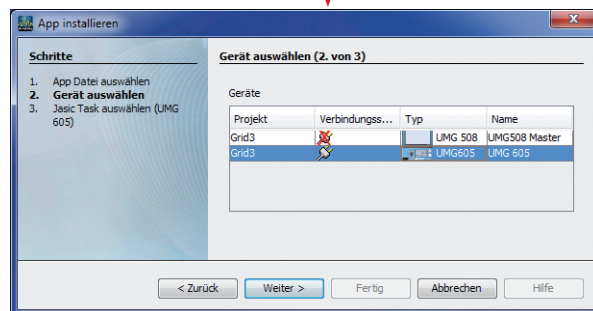 App installieren
Schritte
1. App Datei auswählen
2. Gerät auswählen
3. Jasic Task auswählen (UMG
605)
Gerät auswählen (2. von 3)
Geräte
Projekt Verbindungss... Typ Name
Grid3 UMG 508 UMG508 Master
Grid3 UMG605 UMG 605
< Zurück Weiter > Fertig Abbrechen Hilfe